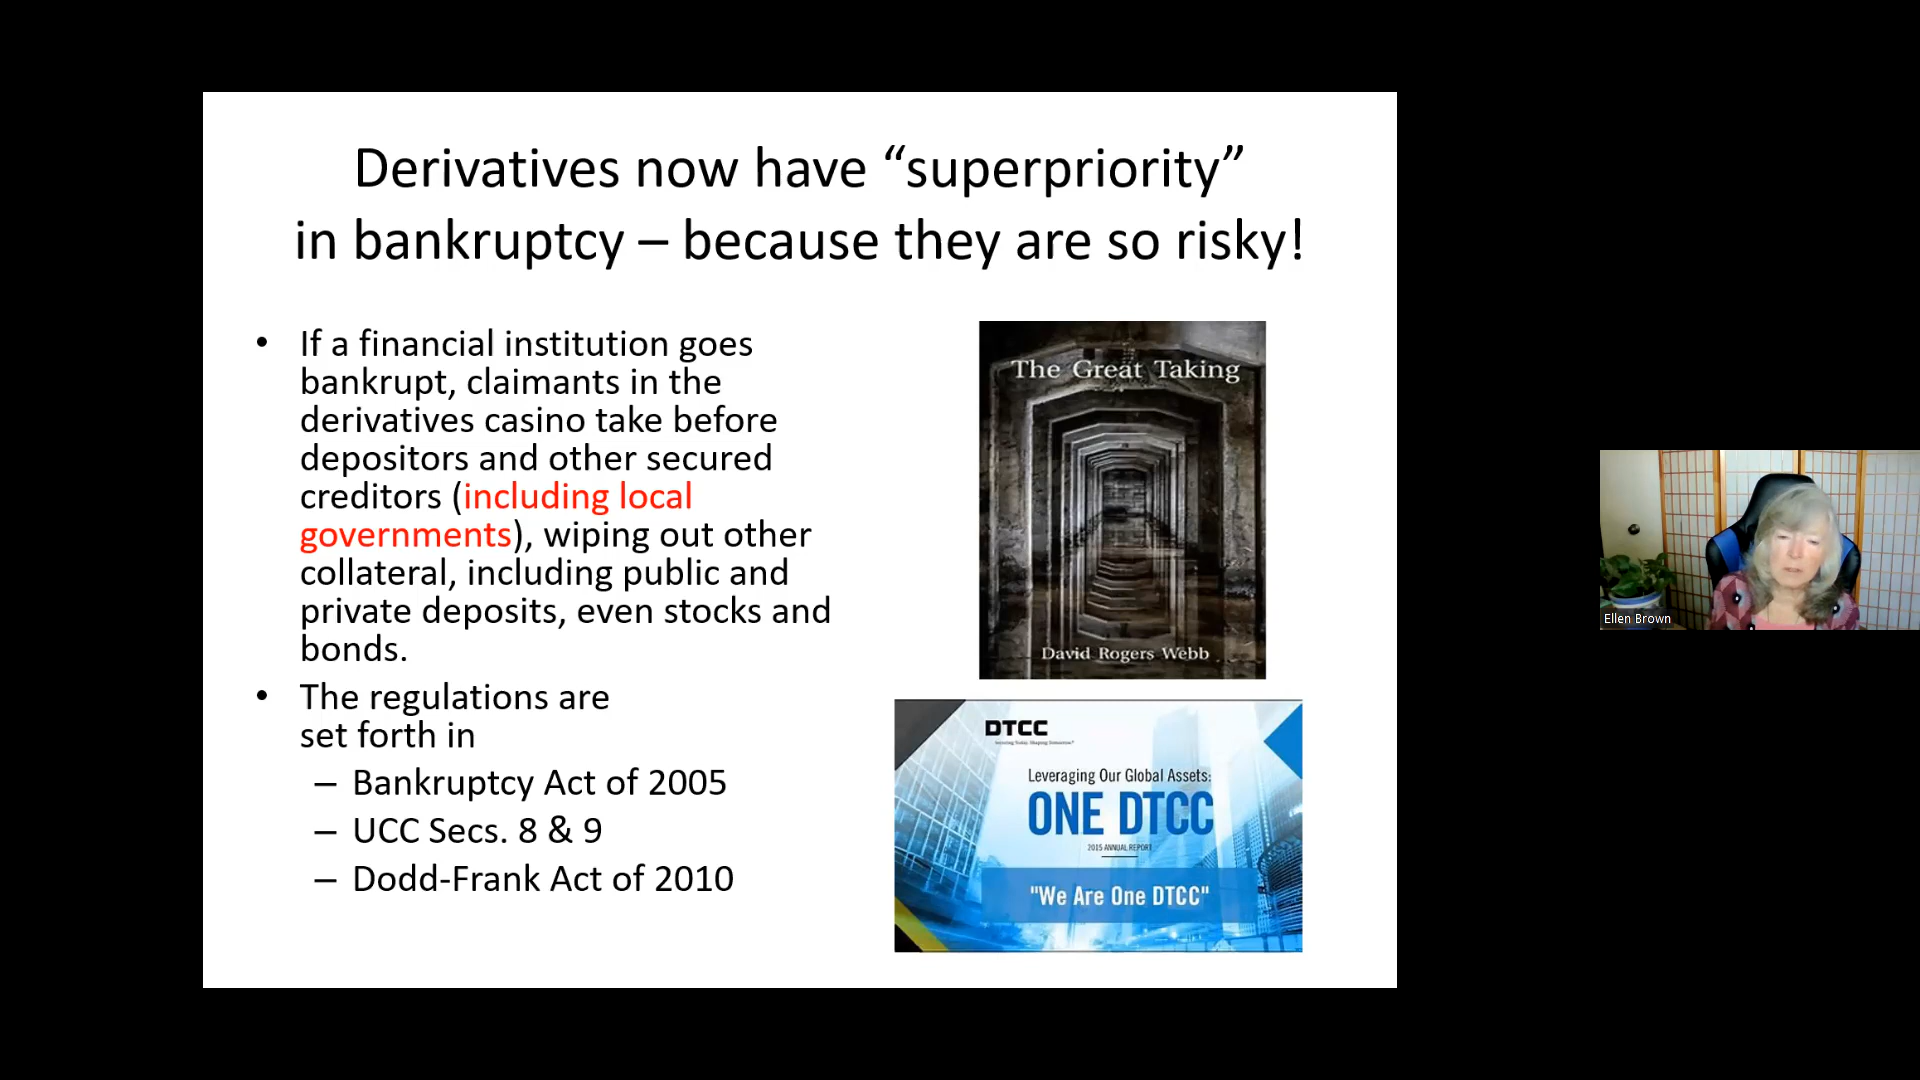 Derivatives now have “superpriority”
in bankruptcy – because they are so risky!
• If a financial institution goes
bankrupt, claimants in the
derivatives casino take before
depositors and other secured
creditors (including local
governments), wiping out other
collateral, including public and
private deposits, even stocks and
bonds.
• The regulations are
set forth in
– Bankruptcy Act of 2005
– UCC Secs. 8 & 9
– Dodd-Frank Act of 2010
The Great Taking
David Rogers Webb
DTCC
Securing Today. Shaping Tomorrow.®
Leveraging Our Global Assets:
ONE DTCC
2015 ANNUAL REPORT
"We Are One DTCC"
Ellen Brown